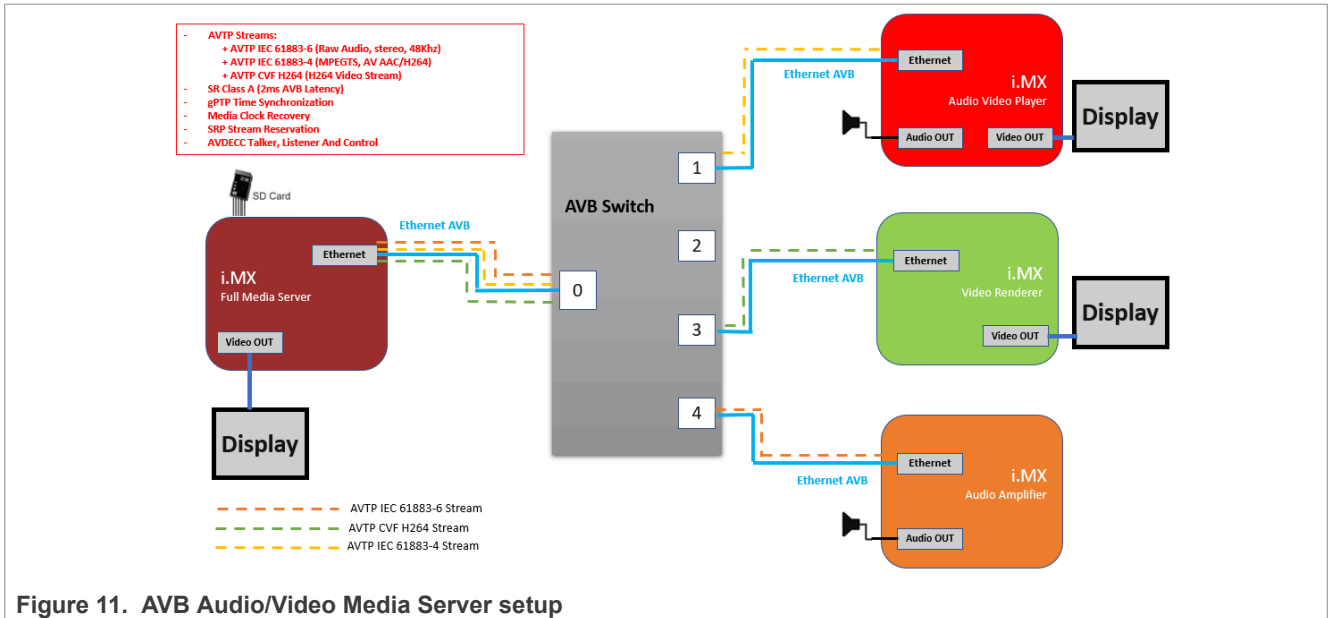 - AVTP Streams:
+ AVTP IEC 61883-6 (Raw Audio, stereo, 48Khz)
+ AVTP IEC 61883-4 (MPEGTS, AV AAC/H264)
+ AVTP CVF H264 (H264 Video Stream)
- SR Class A (2ms AVB Latency)
- gPTP Time Synchronization
- Media Clock Recovery
- SRP Stream Reservation
- AVDECC Talker, Listener And Control
SD Card
Ethernet AVB
Ethernet
i.MX
Full Media Server
Video OUT
Display
AVB Switch
0
1
2
3
4
Ethernet AVB
Ethernet
i.MX
Audio Video Player
Audio OUT
Video OUT
Display
Ethernet AVB
Ethernet
i.MX
Video Renderer
Video OUT
Display
Ethernet AVB
Ethernet
i.MX
Audio Amplifier
Audio OUT
AVTP IEC 61883-6 Stream
AVTP CVF H264 Stream
AVTP IEC 61883-4 Stream
Figure 11. AVB Audio/Video Media Server setup